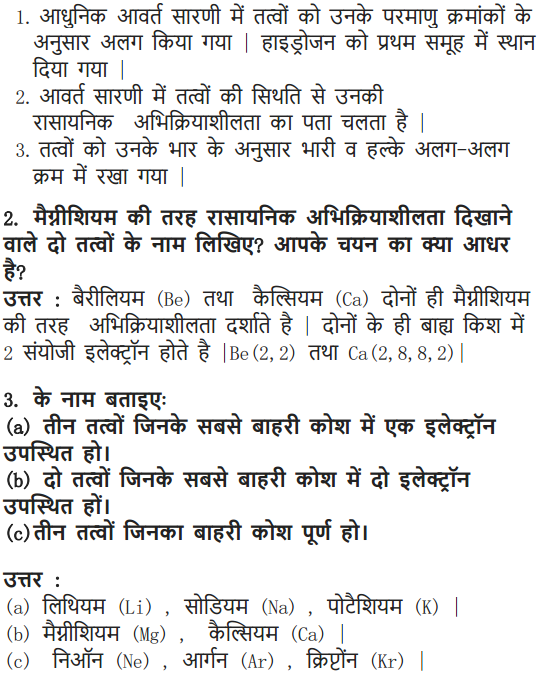 1. आधुनिक आवर्त सारणी में तत्वों को उनके परमाणु क्रमांकों के
अनुसार अलग किया गया | हाइड्रोजन को प्रथम समूह में स्थान
दिया गया |
2. आवर्त सारणी में तत्वों की सिथति से उनकी
रासायनिक अभिक्रियाशीलता का पता चलता है |
3. तत्वों को उनके भार के अनुसार भारी व हल्के अलग-अलग
क्रम में रखा गया |
2. मैग्नीशियम की तरह रासायनिक अभिक्रियाशीलता दिखाने
वाले दो तत्वों के नाम लिखिए? आपके चयन का क्या आधर
है?
उत्तर : बैरीलियम (Be) तथा कैल्सियम (Ca) दोनों ही मैग्नीशियम
की तरह अभिक्रियाशीलता दर्शाते है | दोनों के ही बाह्य किश में
2 संयोजी इलेक्ट्रॉन होते है |Be(2,2) तथा Ca(2,8,8,2)|
3. के नाम बताइएः
(a) तीन तत्वों जिनके सबसे बाहरी कोश में एक इलेक्ट्रॉन
उपस्थित हो।
(b) दो तत्वों जिनके सबसे बाहरी कोश में दो इलेक्ट्रॉन
उपस्थित हों।
(c)तीन तत्वों जिनका बाहरी कोश पूर्ण हो।
उत्तर :
(a) लिथियम (Li) , सोडियम (Na) , पोटैशियम (K) |
(b) मैग्नीशियम (Mg) , कैल्सियम (Ca) |
(c) निऑन (Ne) , आर्गन (Ar) , क्रिप्टोंन (Kr) |